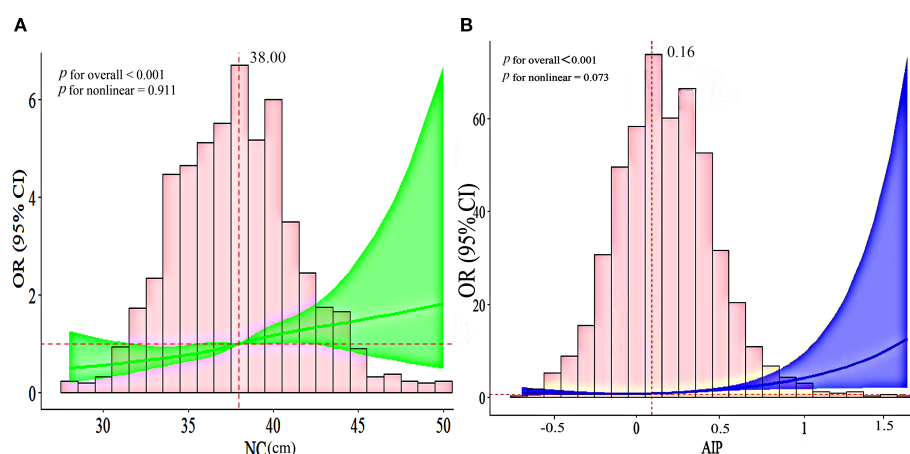 A
38.00
p for overall < 0.001
p for nonlinear = 0.911
OR (95% CI)
6
4
2
0
30
35
40
45
50
NC(cm)
B
0.16
p for overall<0.001
p for nonlinear = 0.073
OR (95% CI)
60
40
20
0
-0.5
0
0.5
1
1.5
AIP